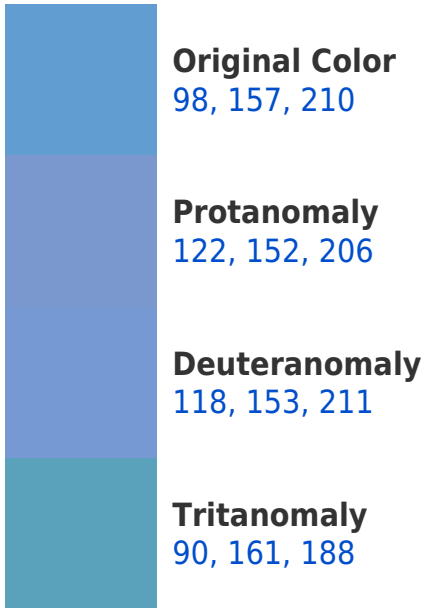 Original Color
98, 157, 210
Protanomaly
122, 152, 206
Deuteranomaly
118, 153, 211
Tritanomaly
90, 161, 188